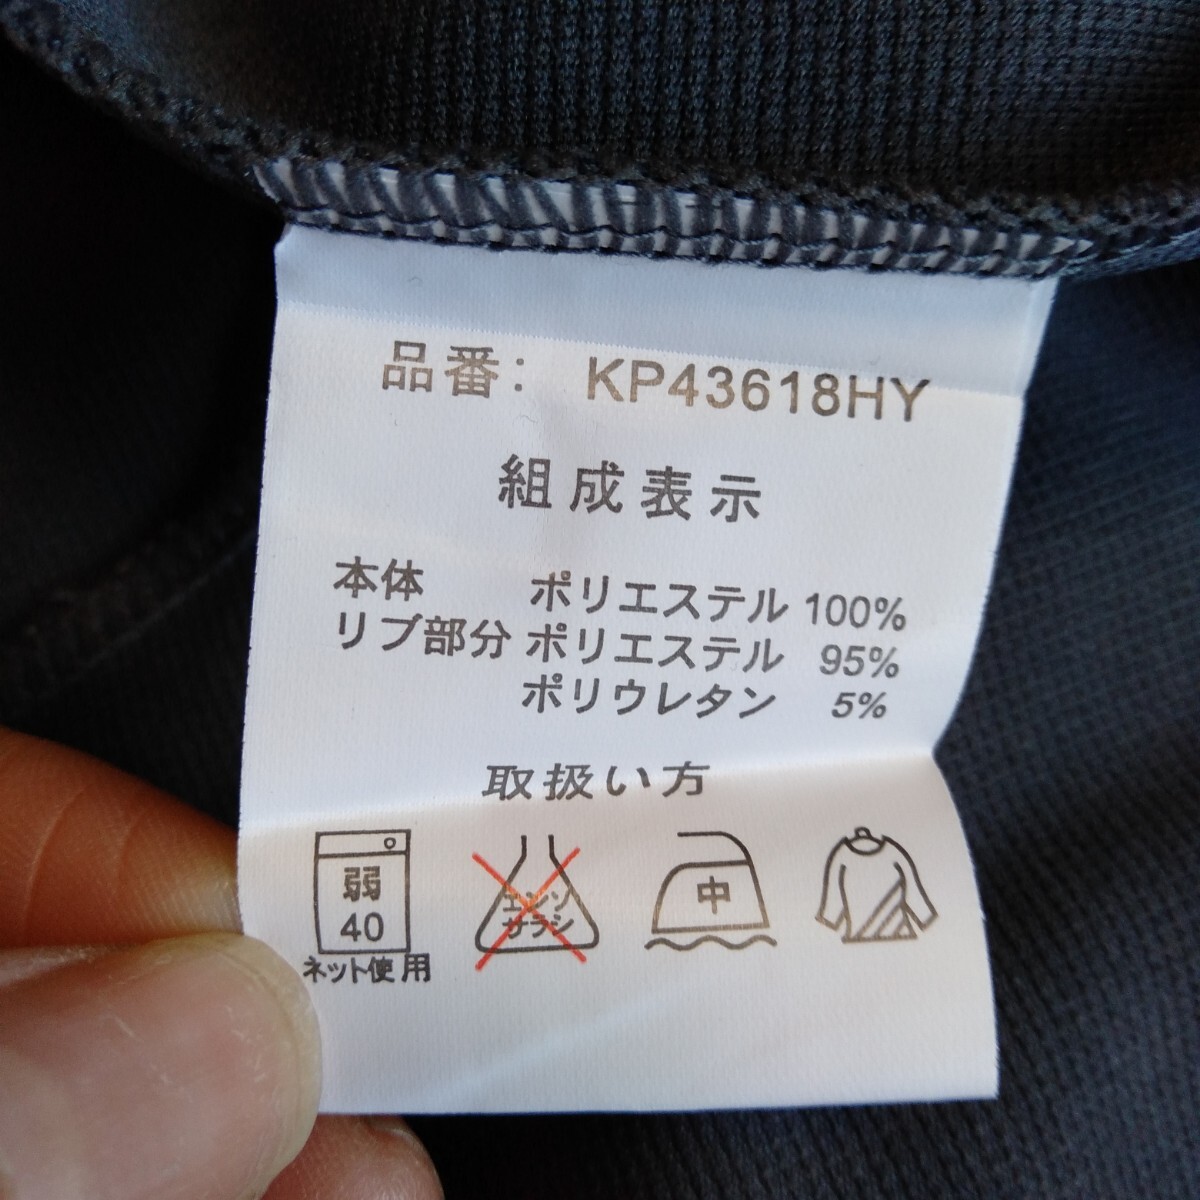 品番： KP43618HY
組成表示
本体 ポリエステル 100%
リブ部分 ポリエステル 95%
ポリウレタン 5%
取扱い方
弱 エンソ 中
40 サラシ
ネット使用